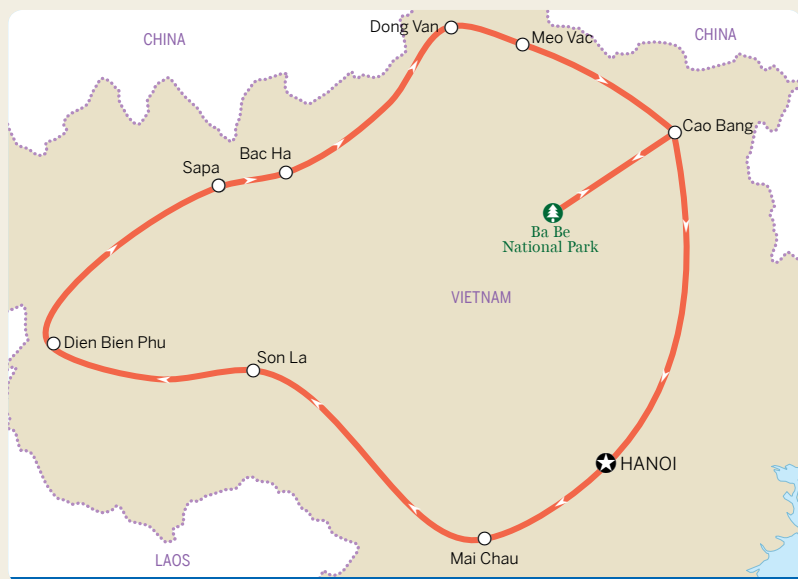 Dong Van
CHINA
Meo Vac
CHINA
Cao Bang
Bac Ha
Sapa
Ba Be
National Park
VIETNAM
Dien Bien Phu
Son La
HANOI
Mai Chau
LAOS